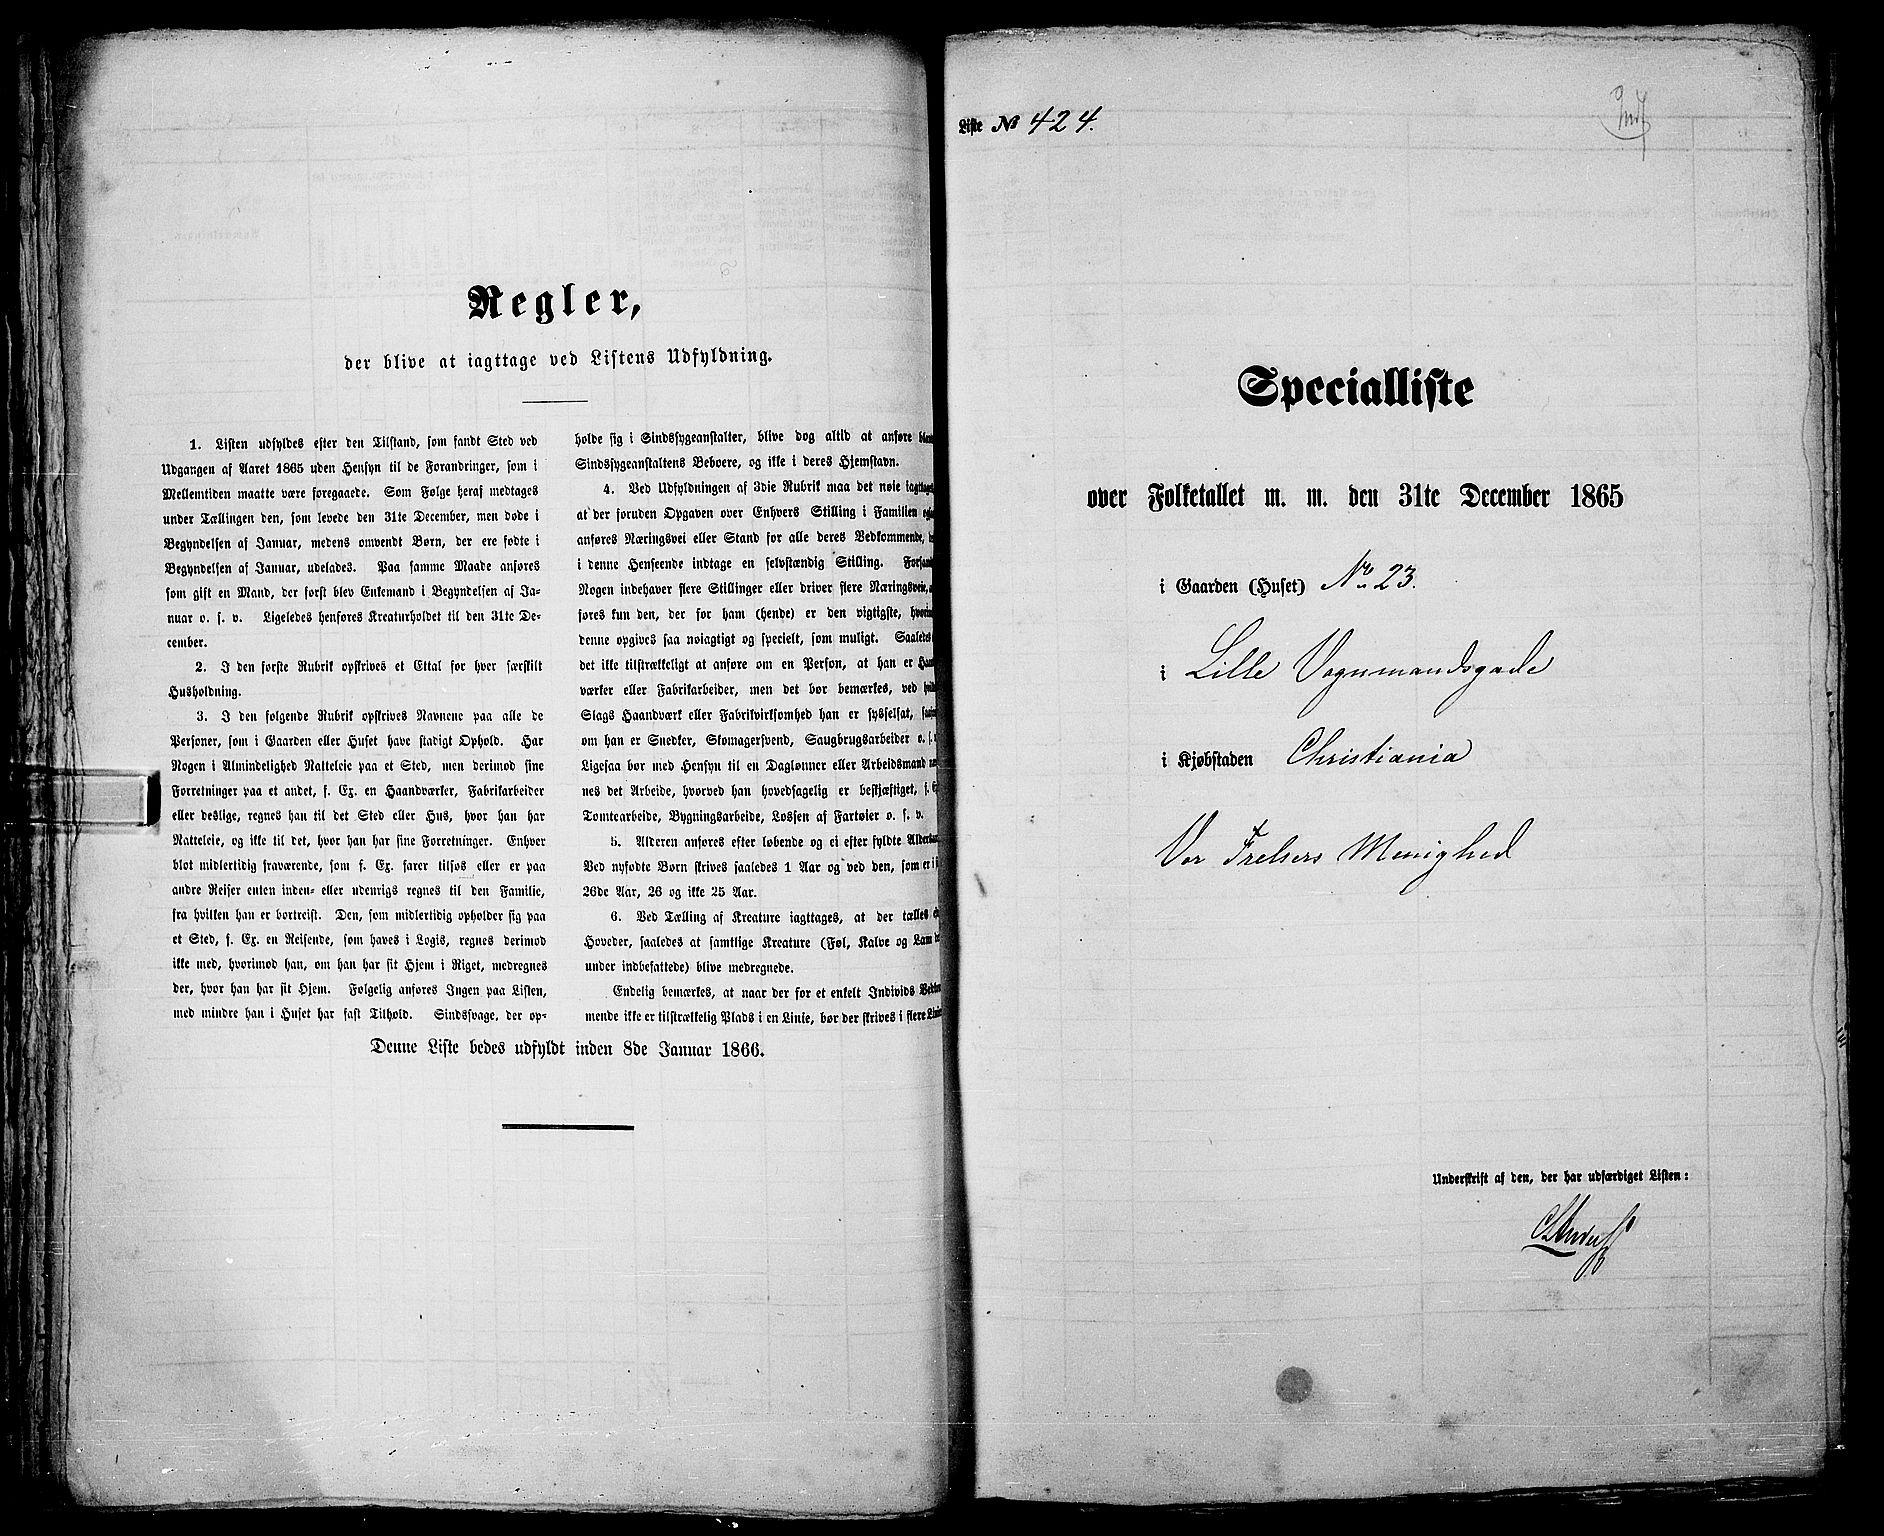 Regler,
der blive at iagttage ved Listens Udfyldning.
1. Listen udfyldes efter den Tilstand, som fandt Sted ved
Udgangen af Aaret 1865 uden Hensyn til de Forandringer, som i
Mellemtiden maatte være foregaaede. Som Følge heraf medtages
under Tællingen den, som levede den 31te December, men døde i
Begyndelsen af Januar, medens omvendt Børn, der ere fødte i
Begyndelsen af Januar, udelades. Paa samme Maade anføres
som gift en Mand, der først blev Enkemand i Begyndelsen af Ja-
nuar o. s. v. Ligeledes henføres Kreaturholdet til den 31te De-
cember.
2. I den første Rubrik opskrives et Ettal for hver særskilt
Husholdning.
3. I den følgende Rubrik opskrives Navnene paa alle de
Personer, som i Gaarden eller Huset have stadigt Ophold. Har
Nogen i Almindelighed Natteleie paa et Sted, men derimod sine
Forretninger paa et andet, f. Ex. en Haandværker, Fabrikarbeider
eller deslige, regnes han til det Sted eller Hus, hvor han har
Natteleie, og ikke til det, hvor han har sine Forretninger. Enhver
blot midlertidig fraværende, som f. Ex. farer tilsøs eller er paa
andre Reiser enten inden- eller udenrigs regnes til den Familie,
fra hvilken han er bortreist. Den, som midlertidig opholder sig paa
et Sted, f. Ex. en Reisende, som haves i Logis, regnes derimod
ikke med, hvorimod han, om han har sit Hjem i Riget, medregnes
der, hvor han har sit Hjem. Følgelig anføres Ingen paa Listen,
med mindre han i Huset har fast Tilhold. Sindssvage, der op-
holde sig i Sindssygeanstalter, blive dog altid at anføre
Sindssygeanstaltens Beboere, og ikke i deres Hjemstavn.
4. Ved Udfyldningen af 3die Rubrik maa det nøie iagttages,
at der foruden Opgaven over Enhvers Stilling i Familien
anføres Næringsvei eller Stand for alle deres Vedkommende,
i denne Henseende indtage en selvstændig Stilling.
Nogen indehaver flere Stillinger eller driver flere Næringsveie,
føres kun den, der for ham (hende) er den vigtigste,
denne opgives saa nøiagtigt og specielt, som muligt. Saaledes
det ikke tilstrækkeligt at anføre om en Person, at han er
værker eller Fabrikarbeider, men det bør bemærkes, ved
Slags Haandværk eller Fabrikvirksomhed han er sysselsat,
om han er Snedker, Skomagersvend, Saugbrugsarbeider o. s. v.
Ligesaa bør med Hensyn til en Daglønner eller Arbeidsmand
nes det Arbeide, hvorved han hovedsagelig er beskjæftiget, f. Ex.
Tomtearbeide, Bygningsarbeide, Lossen af Fartøier o. s. v.
5. Alderen anføres efter løbende og ei efter fyldte
Ved nyfødte Børn skrives saaledes 1 Aar og ved den, som er i
26de Aar, 26 og ikke 25 Aar.
6. Ved Tælling af Kreature iagttages, at der tælles
Hoveder, saaledes at samtlige Kreature (Føl, Kalve og Lam
under indbefattede) blive medregnede.
Endelig bemærkes, at naar der for et enkelt Individs
mende ikke er tilstrækkelig Plads i en Linie, bør der skrives i flere
Denne Liste bedes udfyldt inden 8de Januar 1866.
Liste № 424.
Specialliste
over Folketallet m. m. den 31te December 1865
i Gaarden (Huset) No 23.
i Lille Vognmandsgade
i Kjøbstaden Christiania
Vor Frelsers Menighed
Underskrift af den, der har udfærdiget Listen: